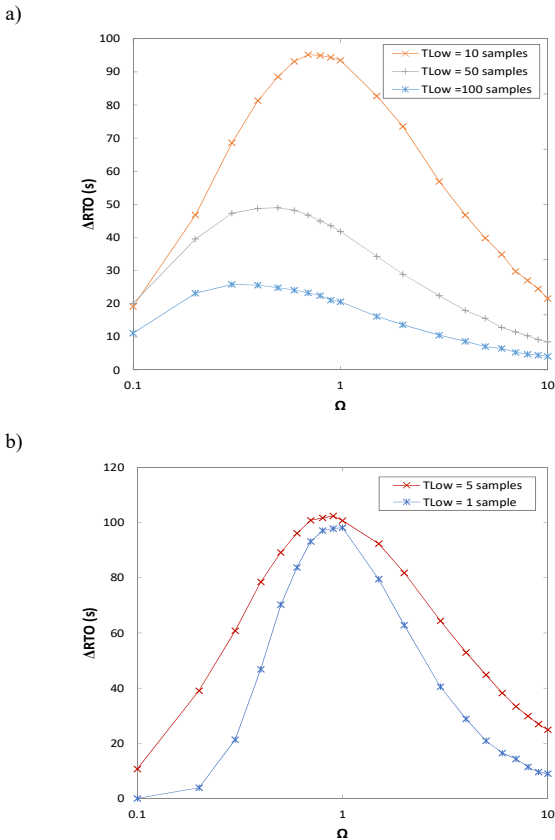 a)
100
90
80
70
60
50
40
30
20
10
0
ΔRTO (s)
TLow = 10 samples
TLow = 50 samples
TLow =100 samples
0.1
1
10
Ω
b)
120
100
80
60
40
20
0
ΔRTO (s)
TLow = 5 samples
TLow = 1 sample
0.1
1
10
Ω